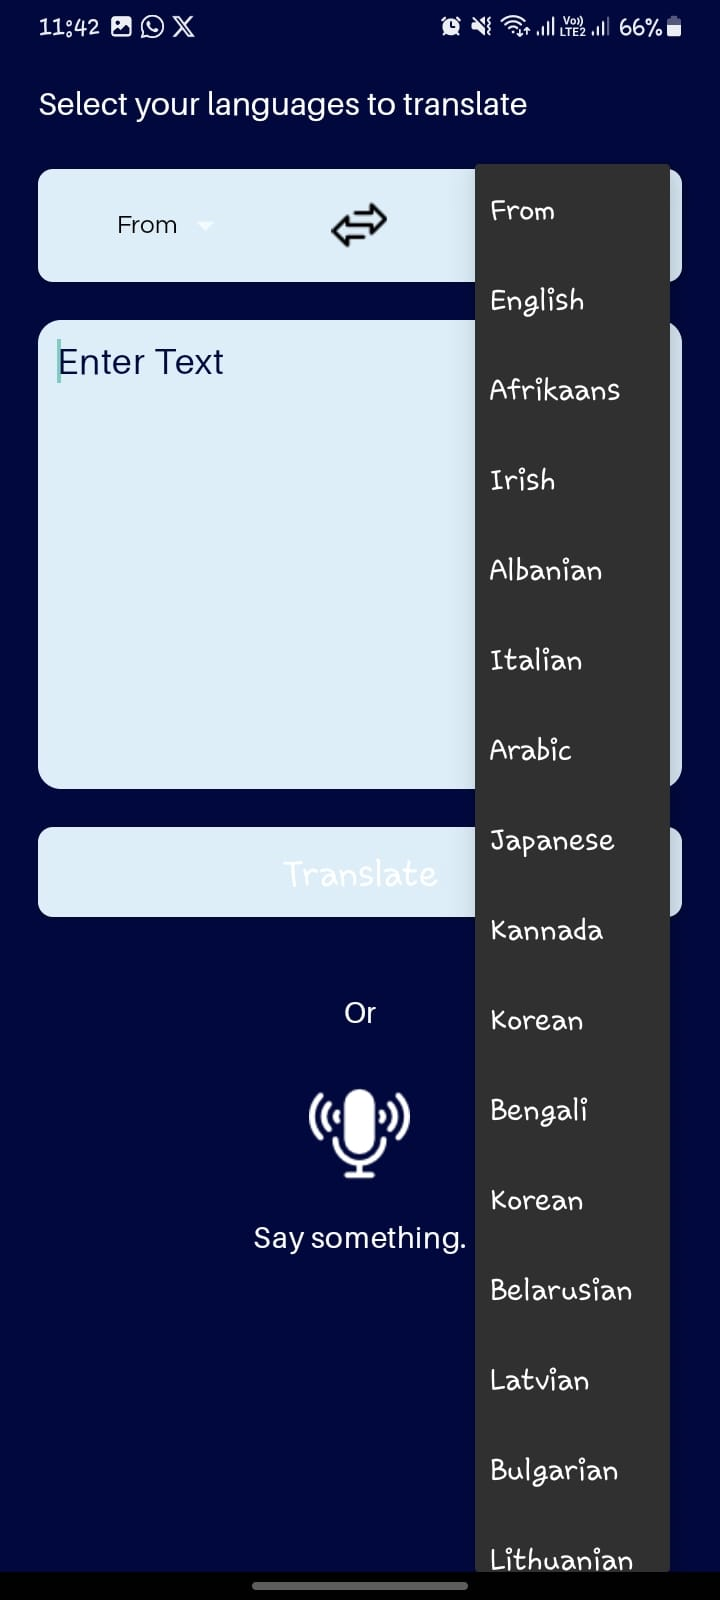 11:42 Vo)) LTE2 66%
Select your languages to translate
From
Enter Text
Translate
Or
Say something.
From
English
Afrikaans
Irish
Albanian
Italian
Arabic
Japanese
Kannada
Korean
Bengali
Korean
Belarusian
Latvian
Bulgarian
Lithuanian